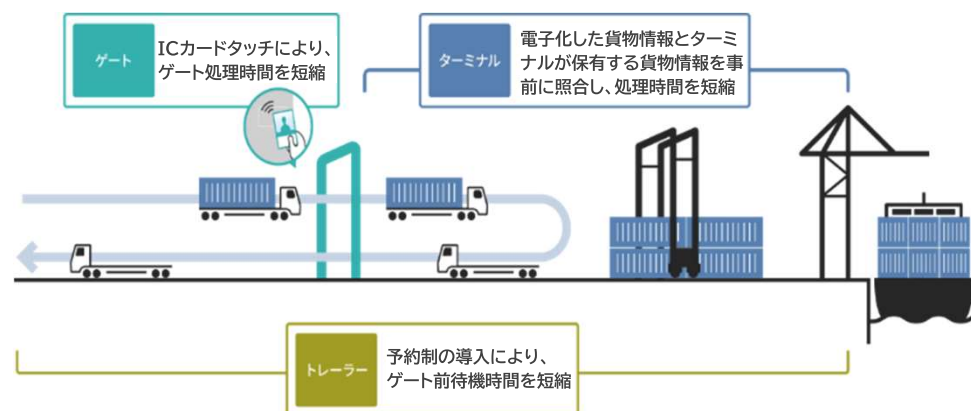 ゲート
ICカードタッチにより、
ゲート処理時間を短縮
ターミナル
電子化した貨物情報とターミ
ナルが保有する貨物情報を事
前に照合し、処理時間を短縮
トレーラー
予約制の導入により、
ゲート前待機時間を短縮